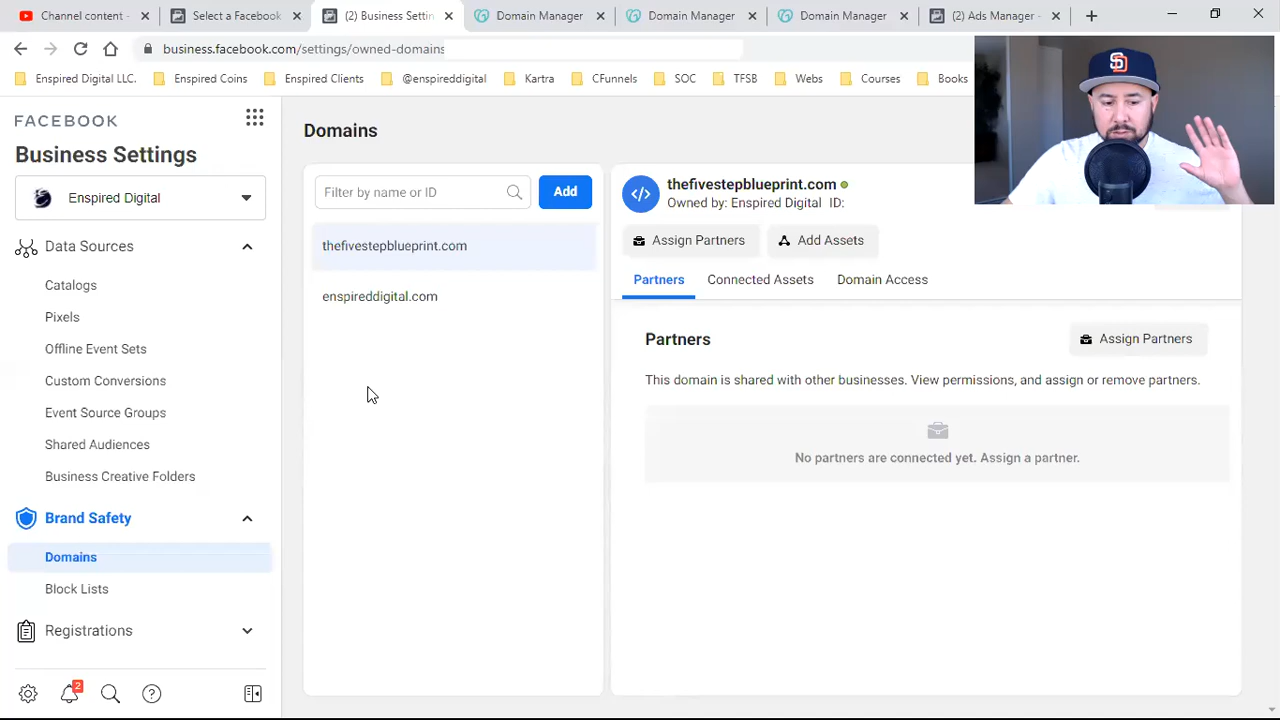 Channel content -
Select a Facebook
(2) Business Settin
Domain Manager
Domain Manager
Domain Manager
(2) Ads Manager -
business.facebook.com/settings/owned-domains
Enspired Digital LLC.
Enspired Coins
Enspired Clients
@enspireddigital
Kartra
CFunnels
SOC
TFSB
Webs
Courses
Books
SD
FACEBOOK
Business Settings
Enspired Digital
Data Sources
Catalogs
Pixels
Offline Event Sets
Custom Conversions
Event Source Groups
Shared Audiences
Business Creative Folders
Brand Safety
Domains
Block Lists
Registrations
2
Domains
Filter by name or ID
Add
thefivestepblueprint.com
enspireddigital.com
thefivestepblueprint.com
Owned by: Enspired Digital ID:
Assign Partners
Add Assets
Partners
Connected Assets
Domain Access
Partners
Assign Partners
This domain is shared with other businesses. View permissions, and assign or remove partners.
No partners are connected yet. Assign a partner.